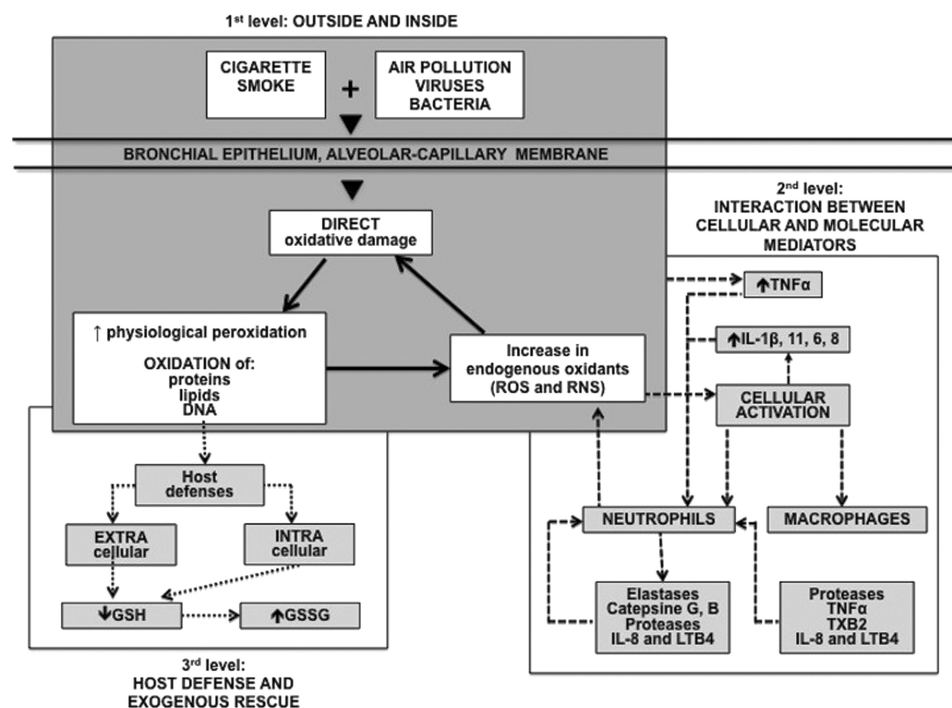 1st level: OUTSIDE AND INSIDE
CIGARETTE
SMOKE
+
AIR POLLUTION
VIRUSES
BACTERIA
BRONCHIAL EPITHELIUM, ALVEOLAR-CAPILLARY MEMBRANE
DIRECT
oxidative damage
↑ physiological peroxidation
OXIDATION of:
proteins
lipids
DNA
Increase in
endogenous oxidants
(ROS and RNS)
2nd level:
INTERACTION BETWEEN
CELLULAR AND MOLECULAR
MEDIATORS
↑TNFα
↑IL-1β, 11, 6, 8
CELLULAR
ACTIVATION
NEUTROPHILS
MACROPHAGES
Elastases
Catepsine G, B
Proteases
IL-8 and LTB4
Proteases
TNFα
TXB2
IL-8 and LTB4
Host
defenses
EXTRA
cellular
INTRA
cellular
↓GSH
↑GSSG
3rd level:
HOST DEFENSE AND
EXOGENOUS RESCUE